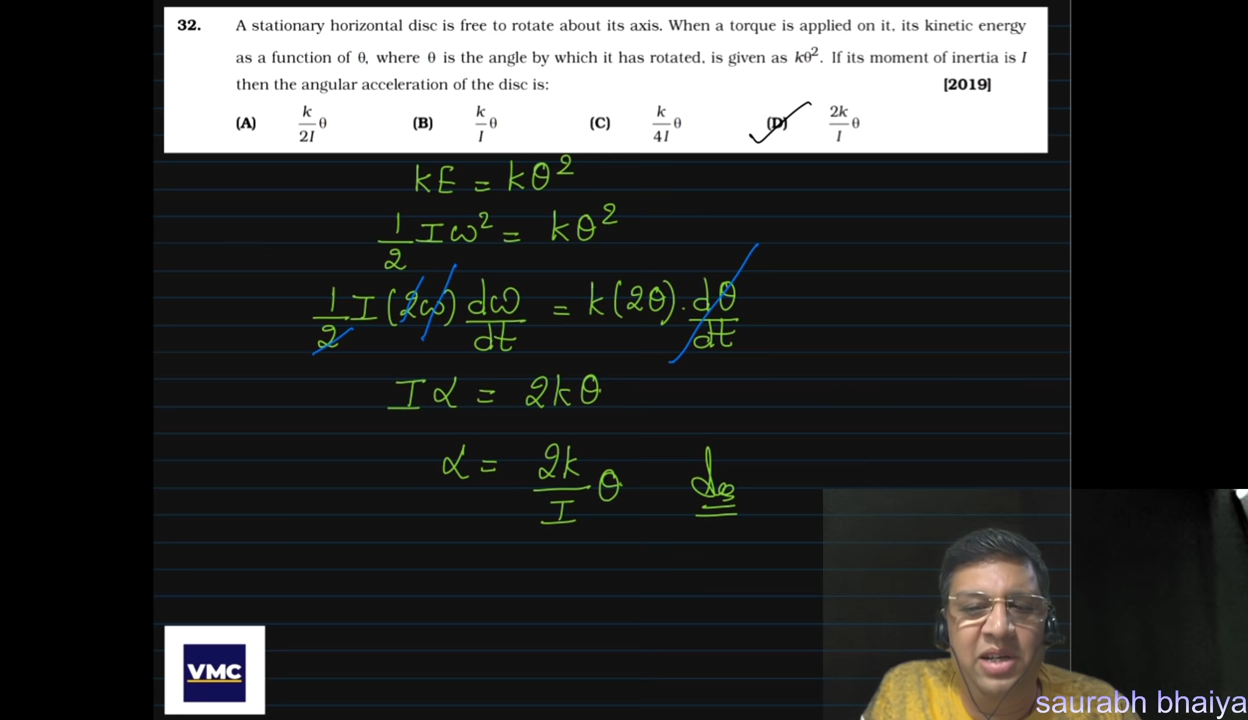 32. A stationary horizontal disc is free to rotate about its axis. When a torque is applied on it, its kinetic energy
as a function of θ, where θ is the angle by which it has rotated, is given as kθ². If its moment of inertia is I
then the angular acceleration of the disc is: [2019]
(A) k/2I θ (B) k/I θ (C) k/4I θ (D) 2k/I θ
KE = kθ²
1/2 Iω² = kθ²
1/2 I(2ω) dω/dt = k(2θ). dθ/dt
Iα = 2kθ
α = 2k/I θ
VMC
saurabh bhaiya